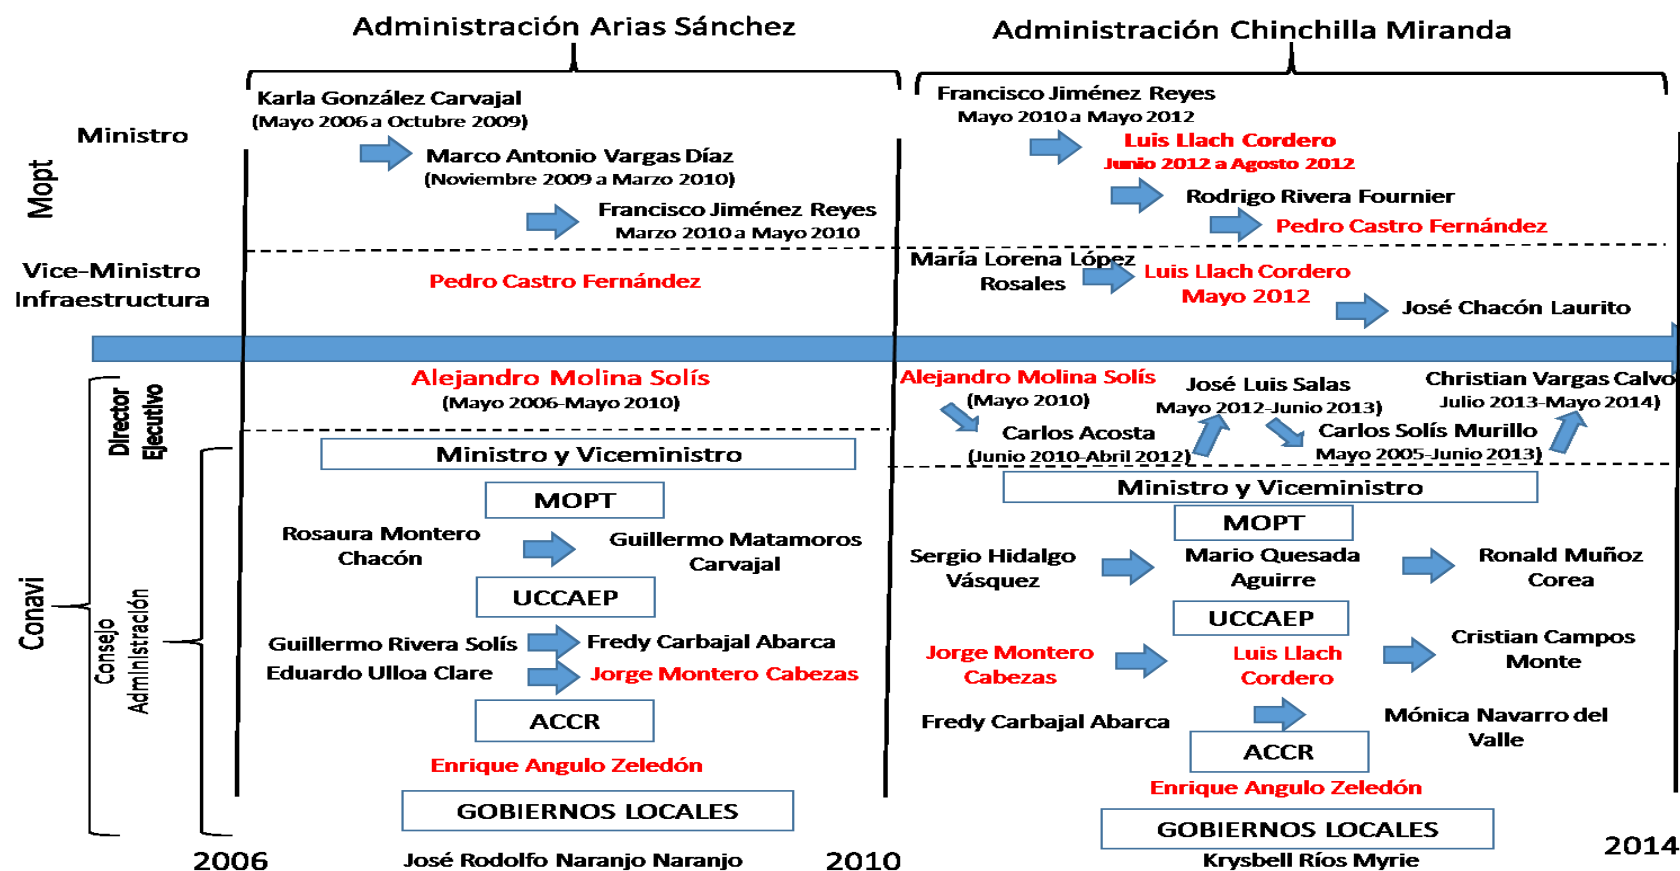 Administración Arias Sánchez
Administración Chinchilla Miranda
Mopt
Ministro
Karla González Carvajal
(Mayo 2006 a Octubre 2009)
Marco Antonio Vargas Díaz
(Noviembre 2009 a Marzo 2010)
Francisco Jiménez Reyes
Marzo 2010 a Mayo 2010
Francisco Jiménez Reyes
Mayo 2010 a Mayo 2012
Luis Llach Cordero
Junio 2012 a Agosto 2012
Rodrigo Rivera Fournier
Pedro Castro Fernández
Vice-Ministro
Infraestructura
Pedro Castro Fernández
María Lorena López
Rosales
Luis Llach Cordero
Mayo 2012
José Chacón Laurito
Conavi
Director
Ejecutivo
Alejandro Molina Solís
(Mayo 2006-Mayo 2010)
Alejandro Molina Solís
(Mayo 2010)
Carlos Acosta
(Junio 2010-Abril 2012)
José Luis Salas
Mayo 2012-Junio 2013)
Carlos Solís Murillo
Mayo 2005-Junio 2013)
Christian Vargas Calvo
Julio 2013-Mayo 2014)
Consejo
Administración
Ministro y Viceministro
MOPT
Rosaura Montero
Chacón
Guillermo Matamoros
Carvajal
UCCAEP
Guillermo Rivera Solís
Fredy Carbajal Abarca
Eduardo Ulloa Clare
Jorge Montero Cabezas
ACCR
Enrique Angulo Zeledón
GOBIERNOS LOCALES
José Rodolfo Naranjo Naranjo
Ministro y Viceministro
MOPT
Sergio Hidalgo
Vásquez
Mario Quesada
Aguirre
Ronald Muñoz
Corea
UCCAEP
Jorge Montero
Cabezas
Luis Llach
Cordero
Cristian Campos
Monte
Fredy Carbajal Abarca
Mónica Navarro del
Valle
ACCR
Enrique Angulo Zeledón
GOBIERNOS LOCALES
Krysbell Ríos Myrie
2006
2010
2014